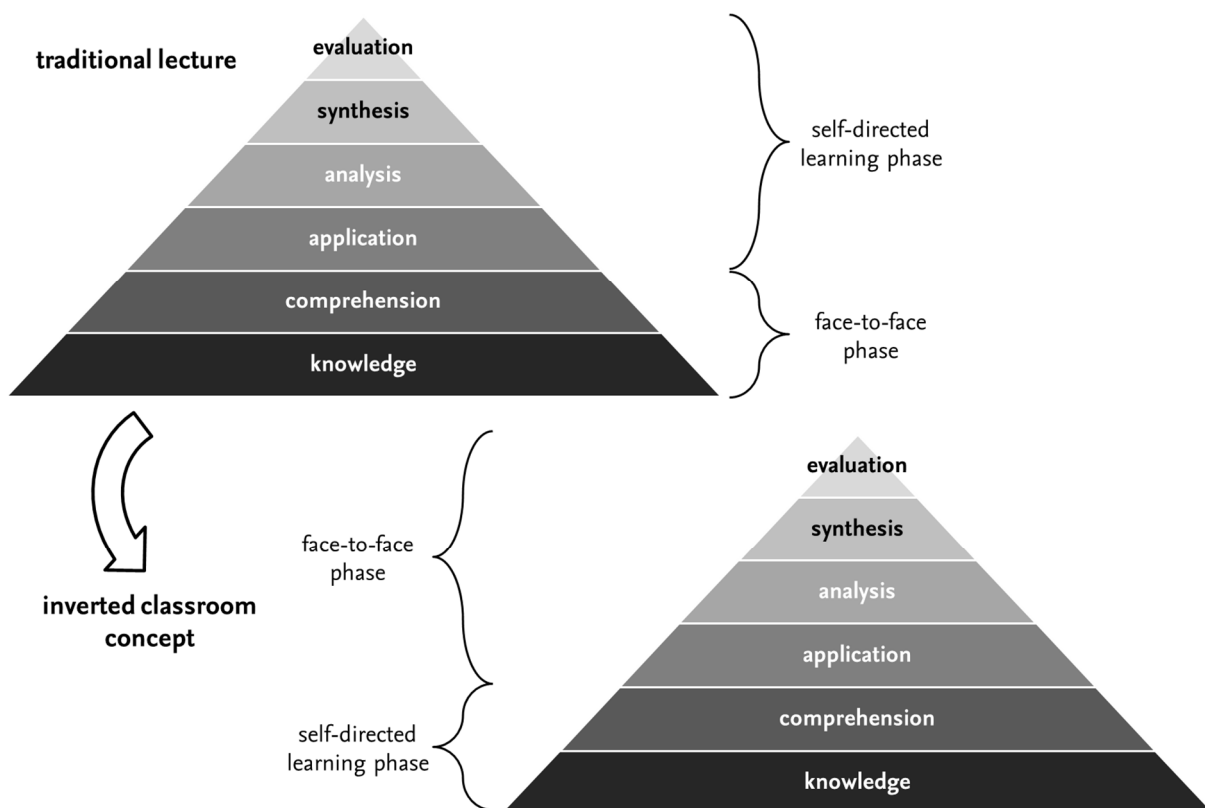 traditional lecture
evaluation
synthesis
analysis
application
comprehension
knowledge
self-directed
learning phase
face-to-face
phase
inverted classroom
concept
face-to-face
phase
self-directed
learning phase
evaluation
synthesis
analysis
application
comprehension
knowledge